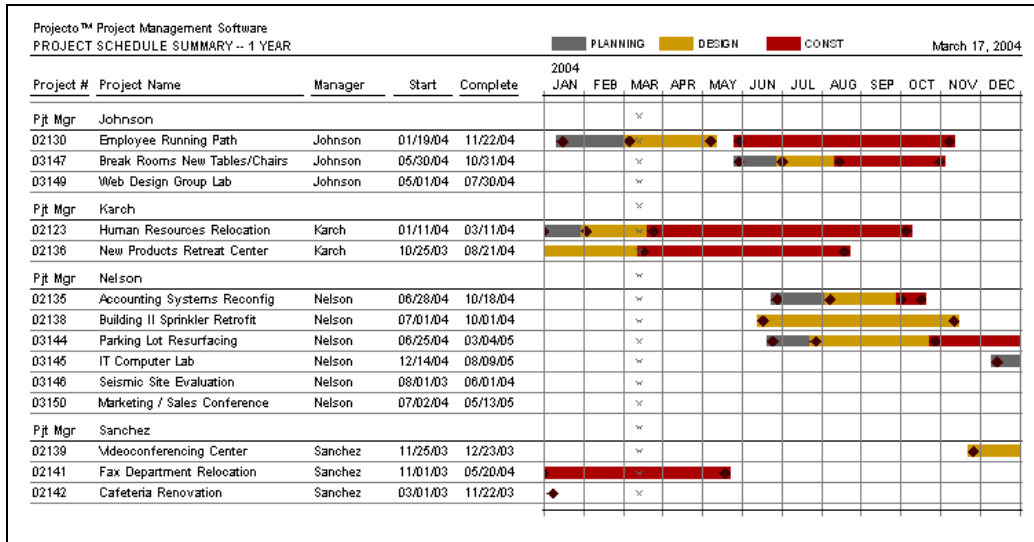 Projecto™ Project Management Software
PROJECT SCHEDULE SUMMARY -- 1 YEAR PLANNING DESIGN CONST March 17, 2004
2004
Project # Project Name Manager Start Complete JAN FEB MAR APR MAY JUN JUL AUG SEP OCT NOV DEC
Pjt Mgr Johnson
02130 Employee Running Path Johnson 01/19/04 11/22/04
03147 Break Rooms New Tables/Chairs Johnson 05/30/04 10/31/04
03149 Web Design Group Lab Johnson 05/01/04 07/30/04
Pjt Mgr Karch
02123 Human Resources Relocation Karch 01/11/04 03/11/04
02136 New Products Retreat Center Karch 10/25/03 08/21/04
Pjt Mgr Nelson
02135 Accounting Systems Reconfig Nelson 06/28/04 10/18/04
02138 Building II Sprinkler Retrofit Nelson 07/01/04 10/01/04
03144 Parking Lot Resurfacing Nelson 06/25/04 03/04/05
03145 IT Computer Lab Nelson 12/14/04 08/09/05
03146 Seismic Site Evaluation Nelson 08/01/03 06/01/04
03150 Marketing / Sales Conference Nelson 07/02/04 05/13/05
Pjt Mgr Sanchez
02139 Videoconferencing Center Sanchez 11/25/03 12/23/03
02141 Fax Department Relocation Sanchez 11/01/03 05/20/04
02142 Cafeteria Renovation Sanchez 03/01/03 11/22/03